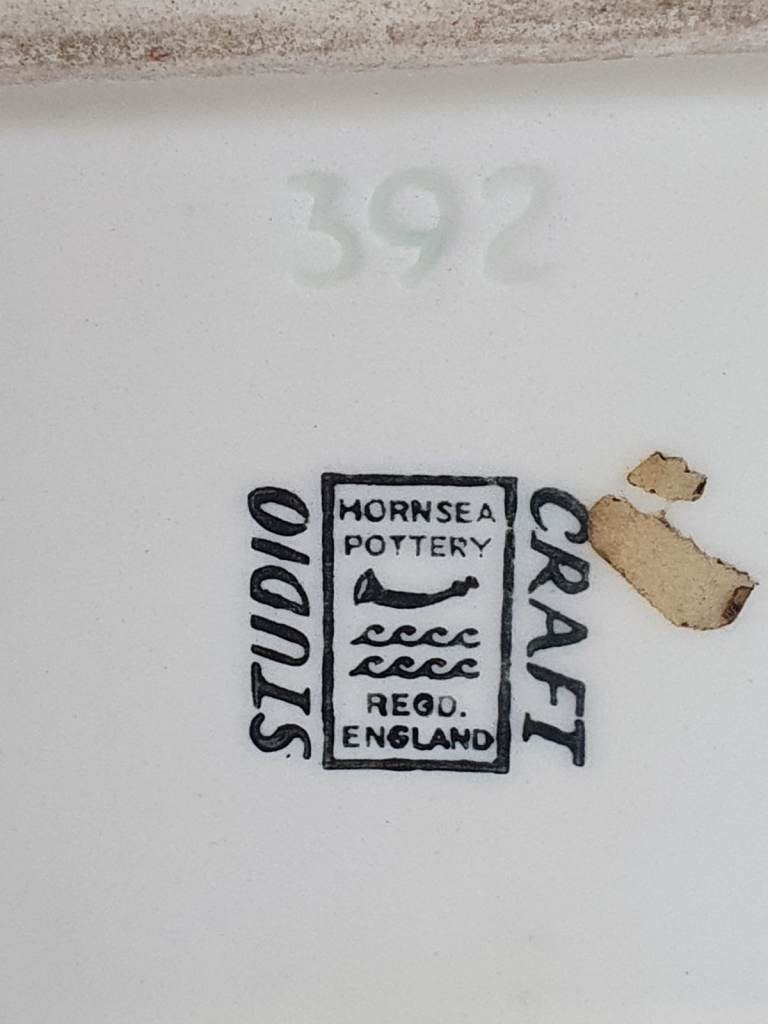 392
STUDIO
HORNSEA
POTTERY
REGD.
ENGLAND
CRAFT